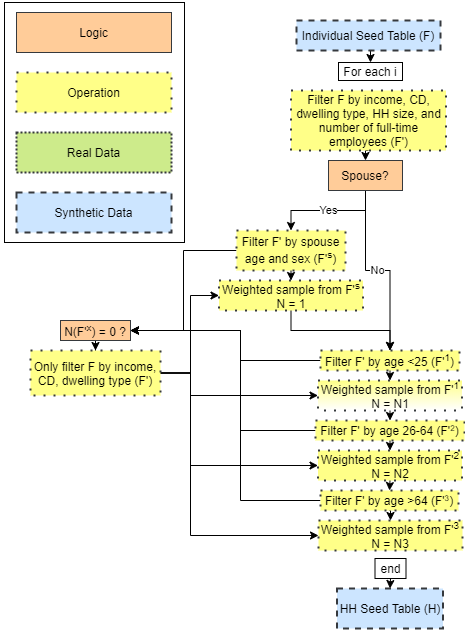 Logic
Operation
Real Data
Synthetic Data
Individual Seed Table (F)
For each i
Filter F by income, CD,
dwelling type, HH size, and
number of full-time
employees (F')
Spouse?
Yes
No
Filter F' by spouse
age and sex (F'ˢ)
Weighted sample from F'ˢ
N = 1
N(F'ˣ) = 0 ?
Only filter F by income,
CD, dwelling type (F')
Filter F' by age <25 (F'¹)
Weighted sample from F'¹
N = N1
Filter F' by age 26-64 (F'²)
Weighted sample from F'²
N = N2
Filter F' by age >64 (F'³)
Weighted sample from F'³
N = N3
end
HH Seed Table (H)